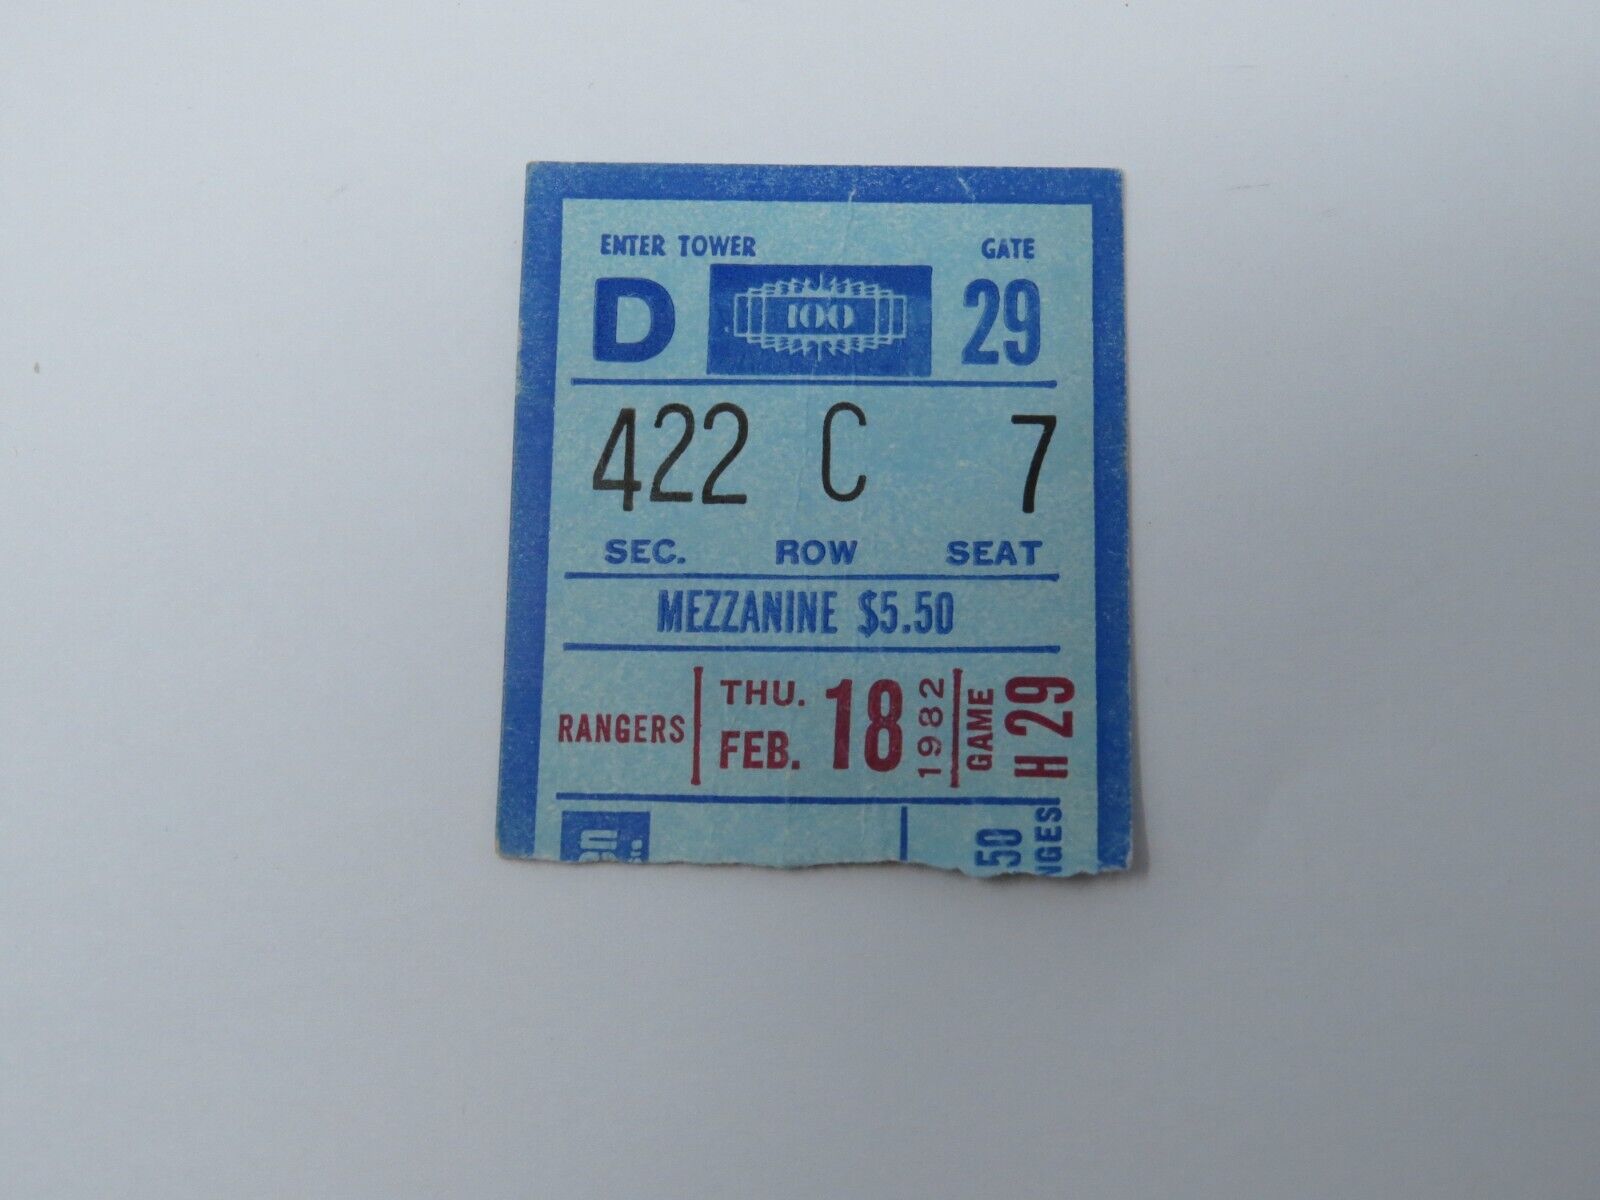 ENTER TOWER GATE
D 100 29
422 C 7
SEC. ROW SEAT
MEZZANINE $5.50
RANGERS THU. FEB. 18 1982 GAME H 29
50